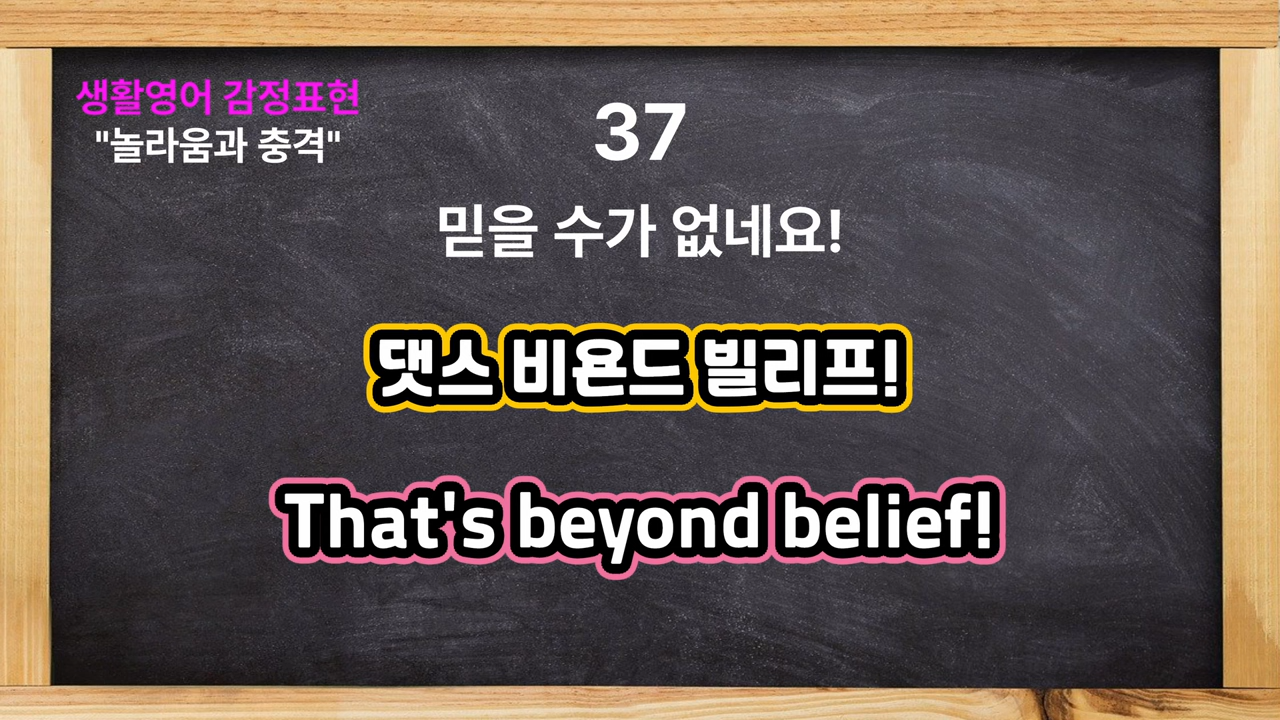 생활영어 감정표현
"놀라움과 충격"
37
믿을 수가 없네요!
댓스 비욘드 빌리프!
That's beyond belief!